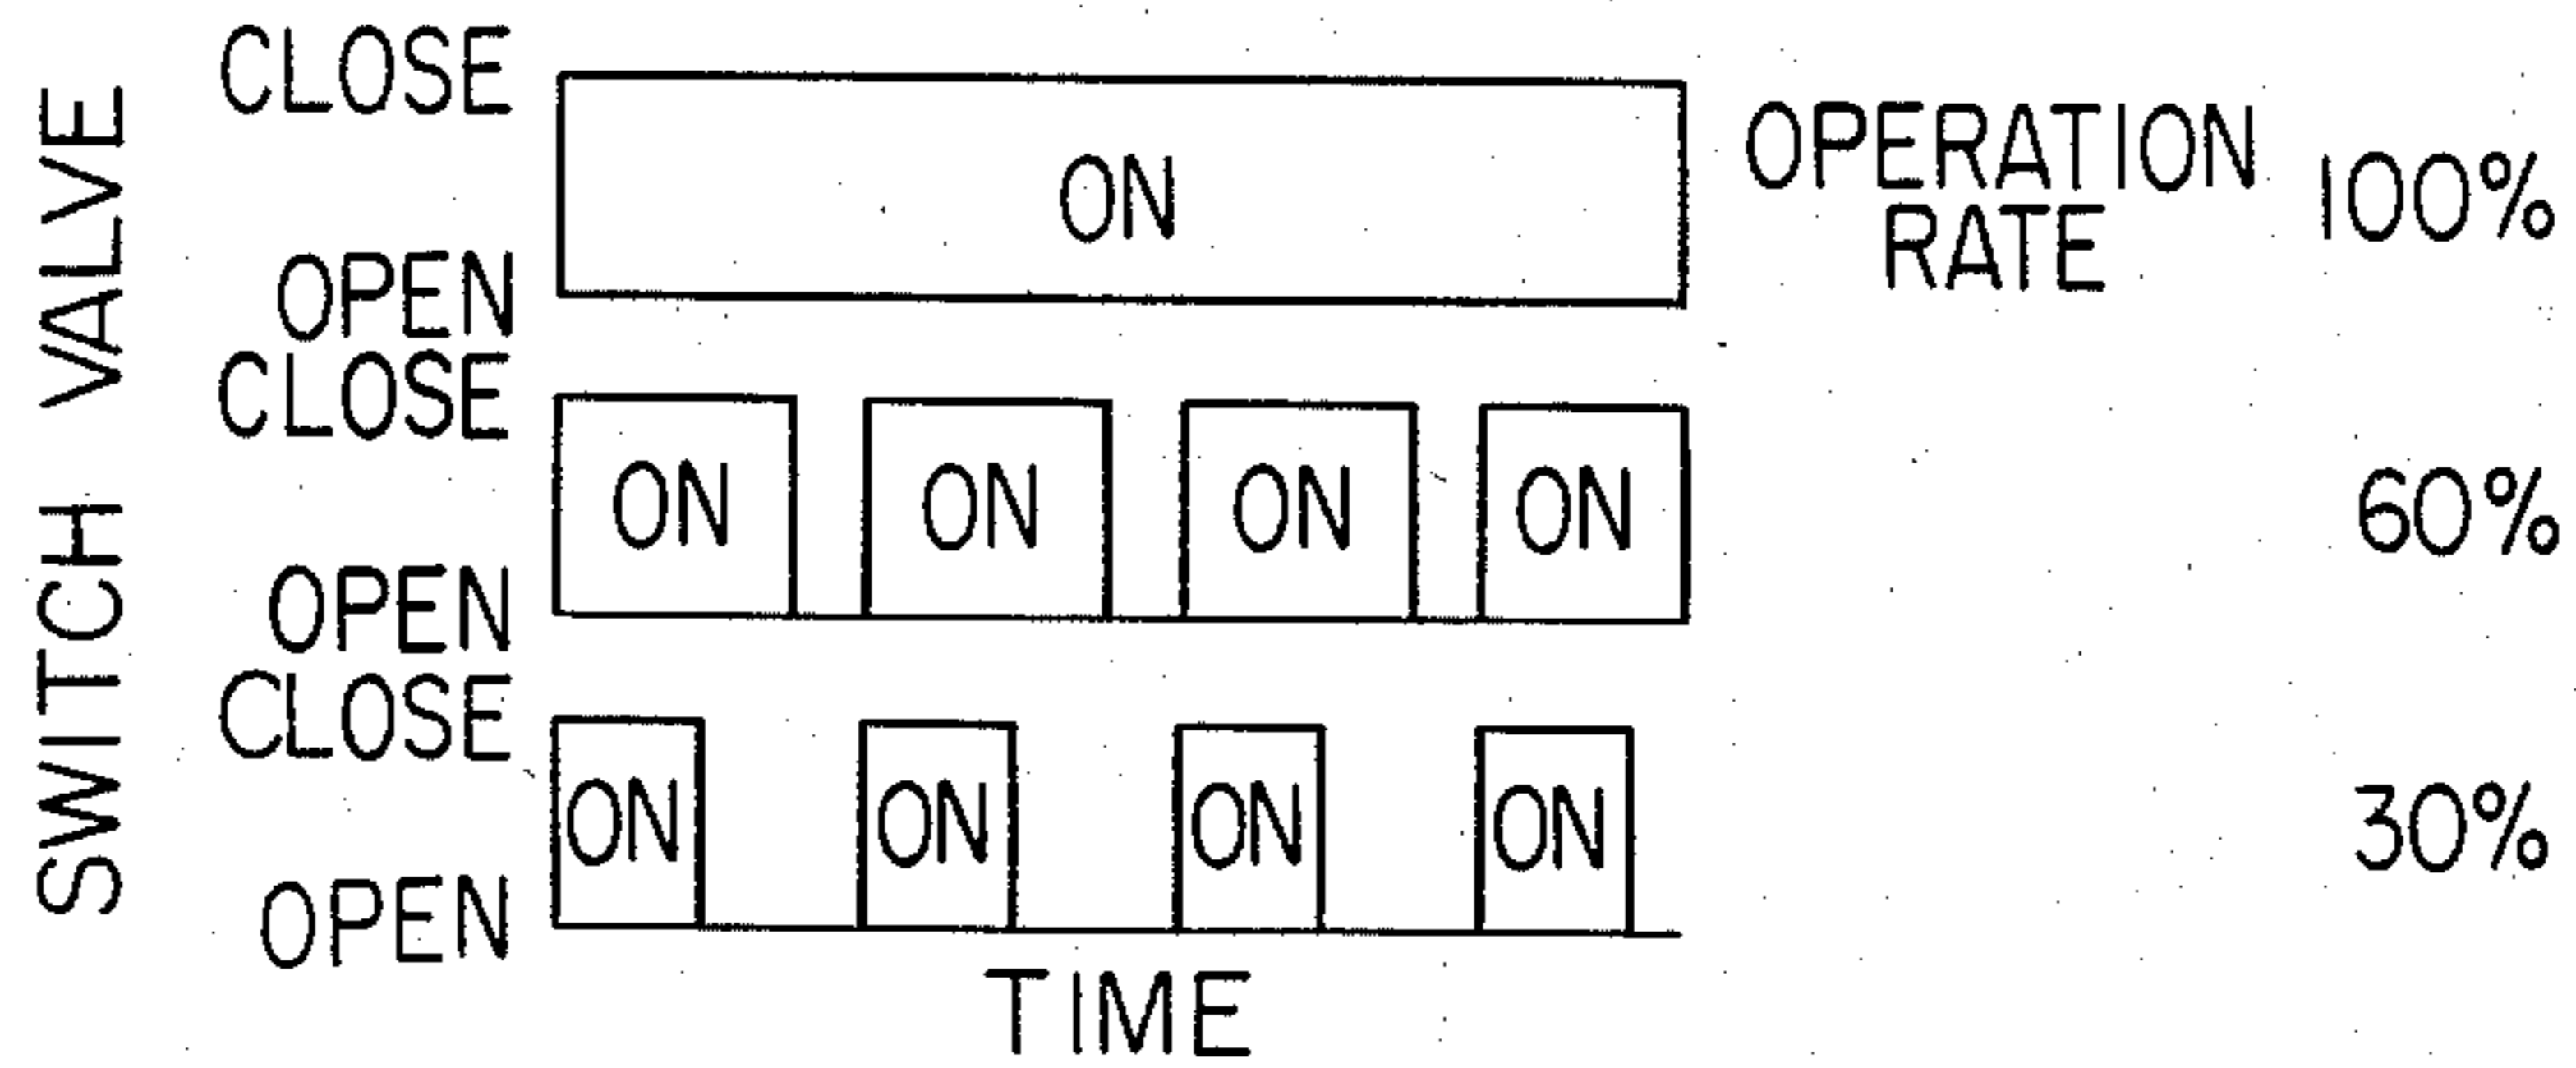 SWITCH VALVE
CLOSE
ON
OPERATION
RATE
100%
OPEN
CLOSE
ON ON ON ON
60%
OPEN
CLOSE
ON ON ON ON
30%
OPEN
TIME